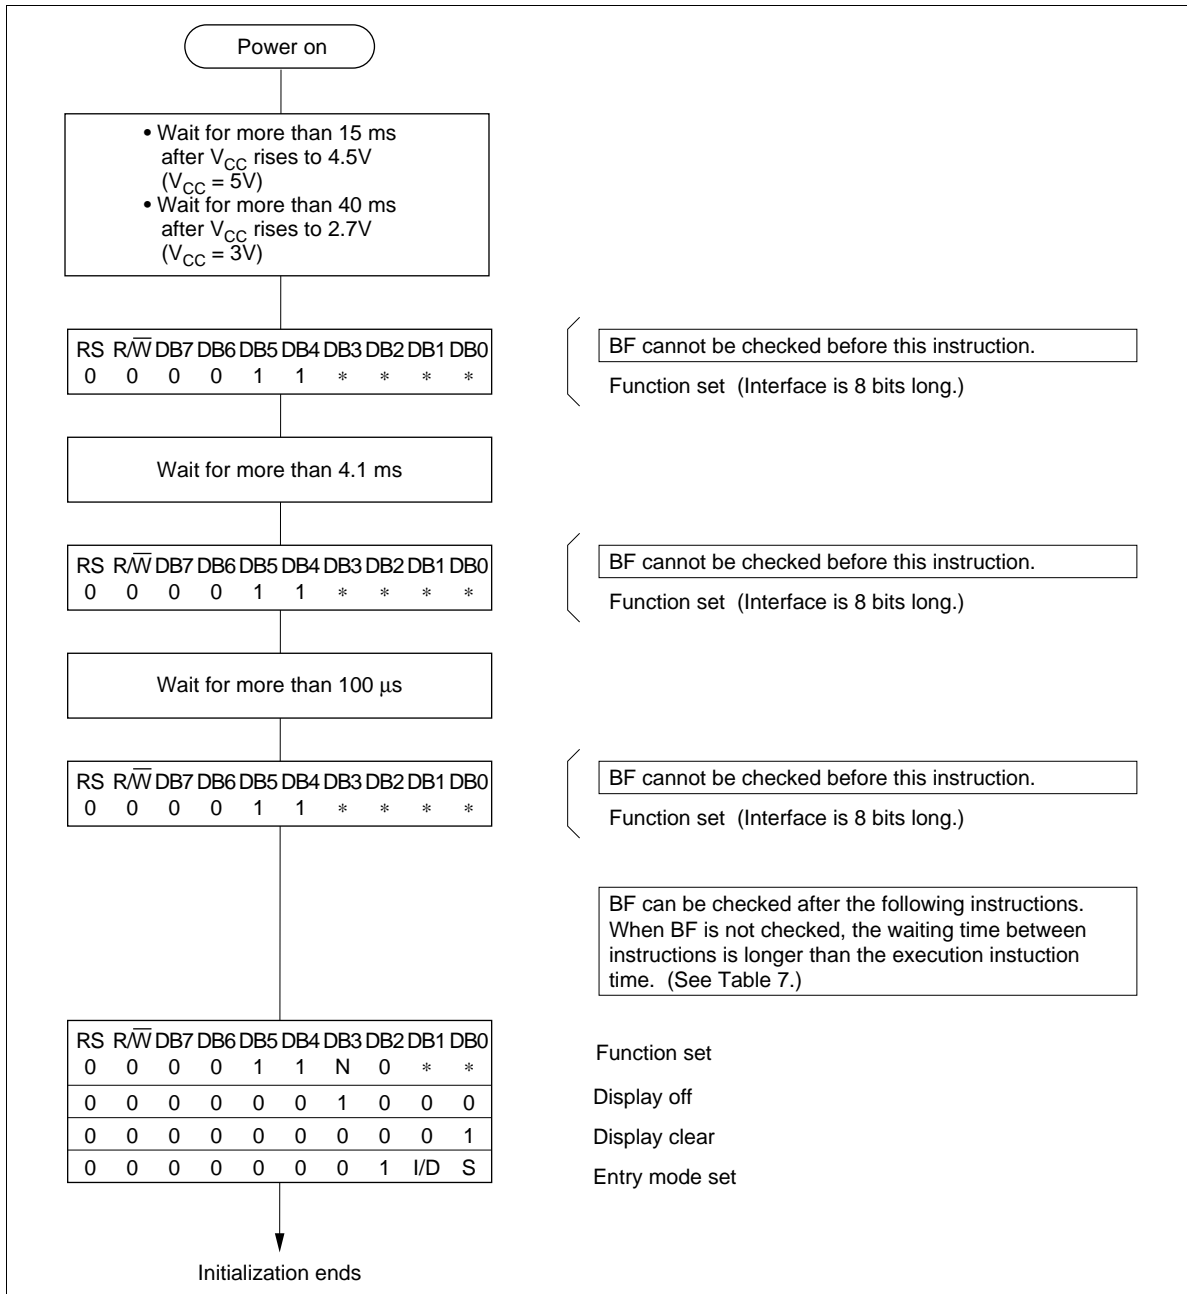 Power on
• Wait for more than 15 ms
after VCC rises to 4.5V
(VCC = 5V)
• Wait for more than 40 ms
after VCC rises to 2.7V
(VCC = 3V)
RS R/W̅ DB7 DB6 DB5 DB4 DB3 DB2 DB1 DB0
0 0 0 0 1 1 * * * *
BF cannot be checked before this instruction.
Function set (Interface is 8 bits long.)
Wait for more than 4.1 ms
RS R/W̅ DB7 DB6 DB5 DB4 DB3 DB2 DB1 DB0
0 0 0 0 1 1 * * * *
BF cannot be checked before this instruction.
Function set (Interface is 8 bits long.)
Wait for more than 100 µs
RS R/W̅ DB7 DB6 DB5 DB4 DB3 DB2 DB1 DB0
0 0 0 0 1 1 * * * *
BF cannot be checked before this instruction.
Function set (Interface is 8 bits long.)
BF can be checked after the following instructions.
When BF is not checked, the waiting time between
instructions is longer than the execution instuction
time. (See Table 7.)
RS R/W̅ DB7 DB6 DB5 DB4 DB3 DB2 DB1 DB0
0 0 0 0 1 1 N 0 * *
Function set
0 0 0 0 0 0 1 0 0 0
Display off
0 0 0 0 0 0 0 0 0 1
Display clear
0 0 0 0 0 0 0 1 I/D S
Entry mode set
Initialization ends